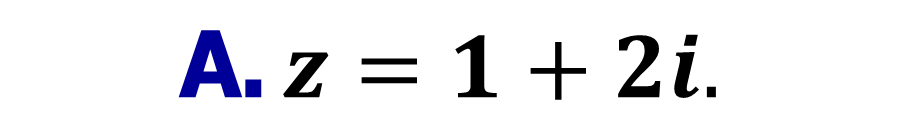 A. z = 1 + 2i.